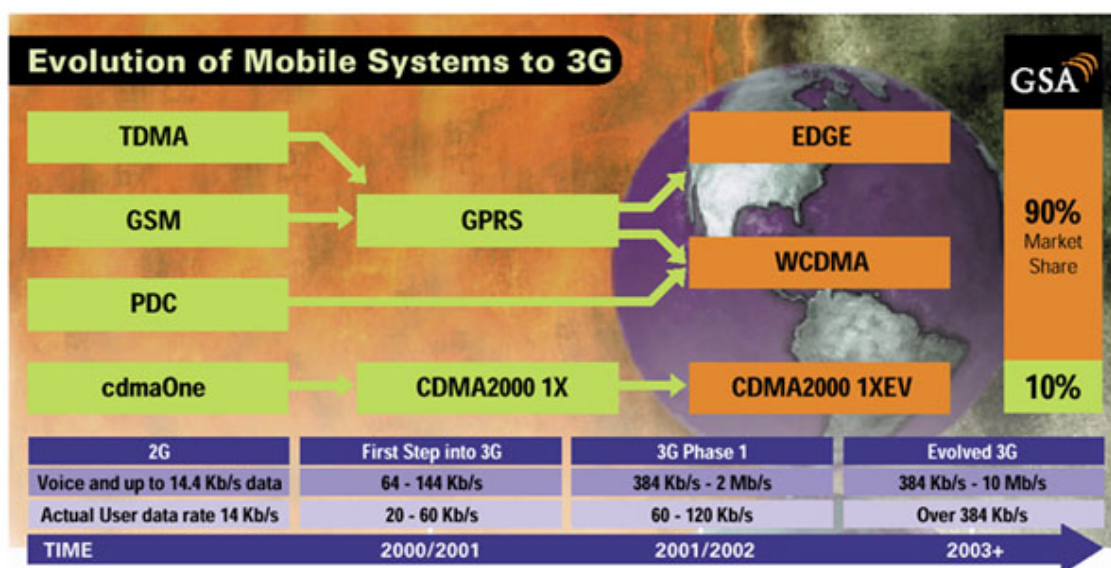 Evolution of Mobile Systems to 3G
GSA
TDMA
EDGE
GSM
GPRS
90%
Market
Share
WCDMA
PDC
cdmaOne
CDMA2000 1X
CDMA2000 1XEV
10%
2G
First Step into 3G
3G Phase 1
Evolved 3G
Voice and up to 14.4 Kb/s data
64 - 144 Kb/s
384 Kb/s - 2 Mb/s
384 Kb/s - 10 Mb/s
Actual User data rate 14 Kb/s
20 - 60 Kb/s
60 - 120 Kb/s
Over 384 Kb/s
TIME
2000/2001
2001/2002
2003+